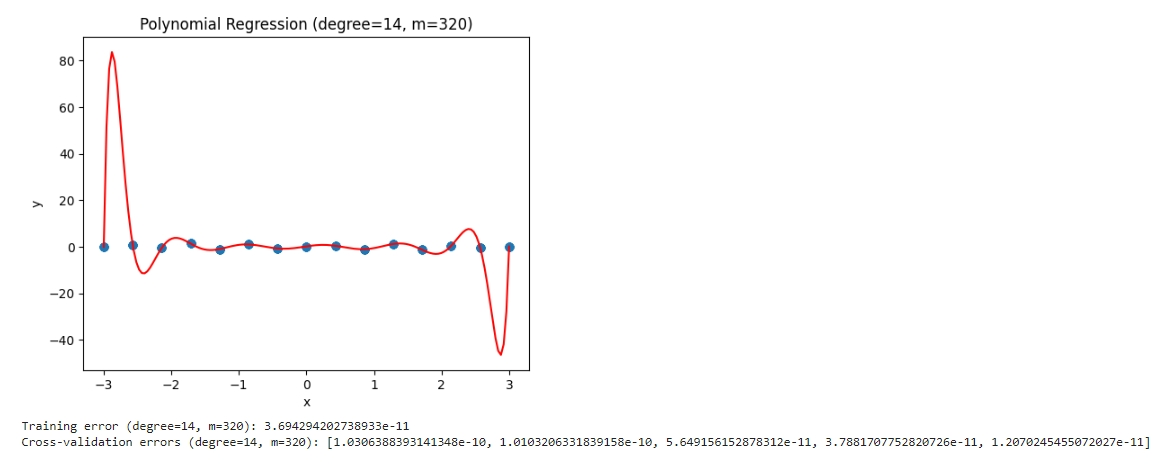 Polynomial Regression (degree=14, m=320)
80
60
40
20
0
−20
−40
y
−3
−2
−1
0
1
2
3
x
Training error (degree=14, m=320): 3.694294202738933e-11
Cross-validation errors (degree=14, m=320): [1.0306388393141348e-10, 1.0103206331839158e-10, 5.649156152878312e-11, 3.7881707752820726e-11, 1.2070245455072027e-11]